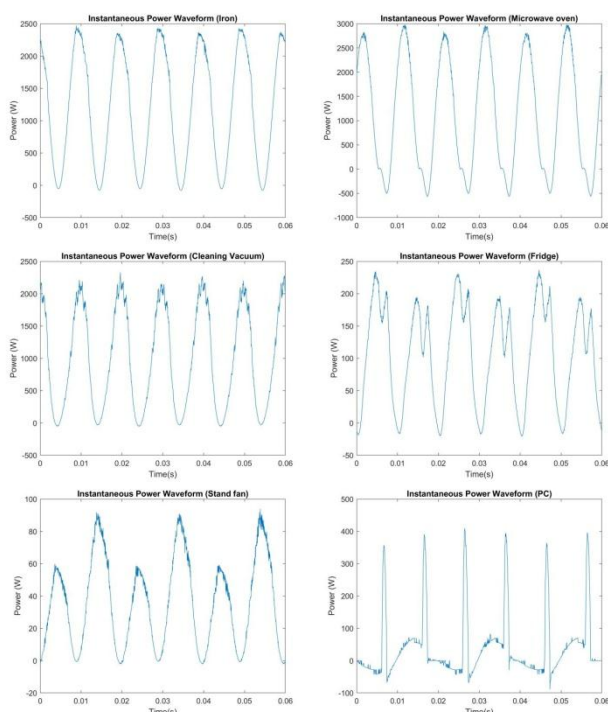 Instantaneous Power Waveform (Iron)
2500
2000
1500
1000
500
0
-500
Power (W)
0 0.01 0.02 0.03 0.04 0.05 0.06
Time(s)
Instantaneous Power Waveform (Microwave oven)
3000
2500
2000
1500
1000
500
0
-500
1000
Power (W)
0 0.01 0.02 0.03 0.04 0.05 0.06
Time(s)
Instantaneous Power Waveform (Cleaning Vacuum)
2500
2000
1500
1000
500
0
-500
Power (W)
0 0.01 0.02 0.03 0.04 0.05 0.06
Time(s)
Instantaneous Power Waveform (Fridge)
250
200
150
100
50
0
-50
Power (W)
0 0.01 0.02 0.03 0.04 0.05 0.06
Time(s)
Instantaneous Power Waveform (Stand fan)
100
80
60
40
20
0
-20
Power (W)
0 0.01 0.02 0.03 0.04 0.05 0.06
Time(s)
Instantaneous Power Waveform (PC)
500
400
300
200
100
0
-100
Power (W)
0 0.01 0.02 0.03 0.04 0.05 0.06
Time(s)